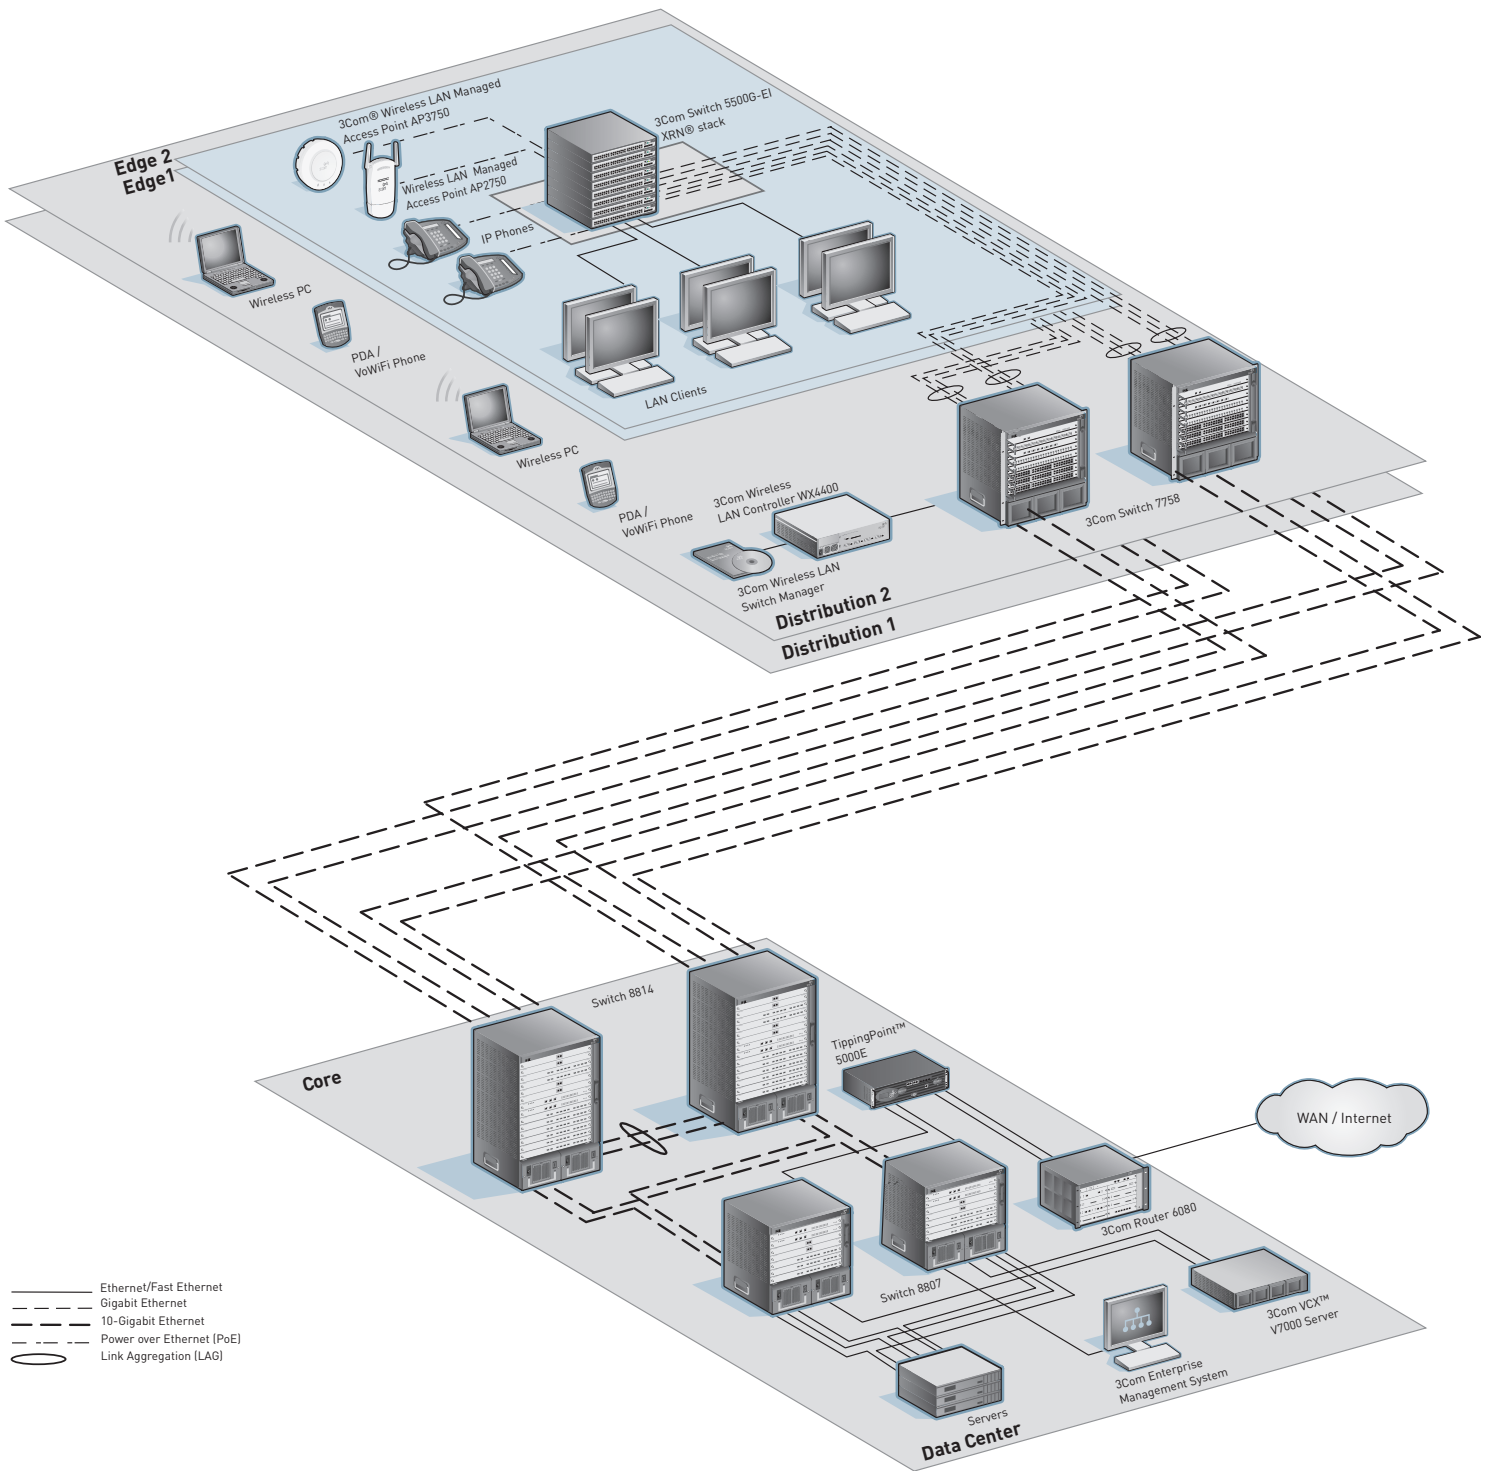 3Com® Wireless LAN Managed
Access Point AP3750
3Com Switch 5500G-EI
XRN® stack
Edge 2
Edge1
Wireless LAN Managed
Access Point AP2750
IP Phones
Wireless PC
PDA /
VoWiFi Phone
LAN Clients
Wireless PC
PDA /
VoWiFi Phone
3Com Wireless
LAN Controller WX4400
3Com Switch 7758
3Com Wireless LAN
Switch Manager
Distribution 2
Distribution 1
Switch 8814
Core
TippingPoint™
5000E
WAN / Internet
3Com Router 6080
Switch 8807
3Com VCX™
V7000 Server
3Com Enterprise
Management System
Servers
Data Center
Ethernet/Fast Ethernet
Gigabit Ethernet
10-Gigabit Ethernet
Power over Ethernet (PoE)
Link Aggregation (LAG)